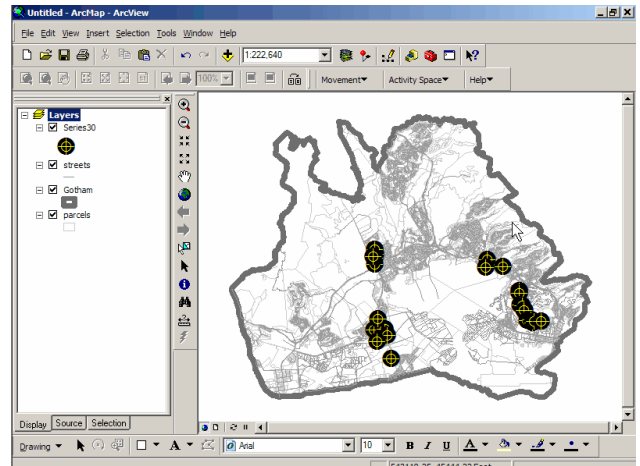 Untitled - ArcMap - ArcView
File Edit View Insert Selection Tools Window Help
1:222,640
100% Movement Activity Space Help
Layers
Series30
streets
Gotham
parcels
Display Source Selection
Drawing A Arial 10 B I U A